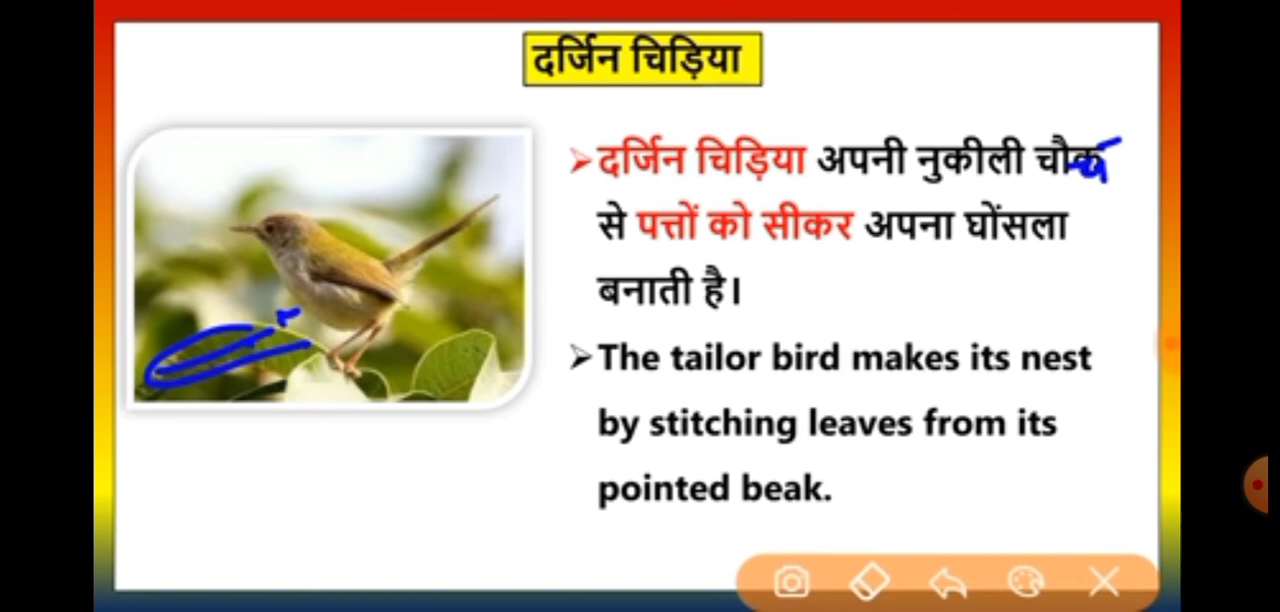 दर्जिन चिड़िया
➢दर्जिन चिड़िया अपनी नुकीली चौक
से पत्तों को सीकर अपना घोंसला
बनाती है।
➢The tailor bird makes its nest
by stitching leaves from its
pointed beak.